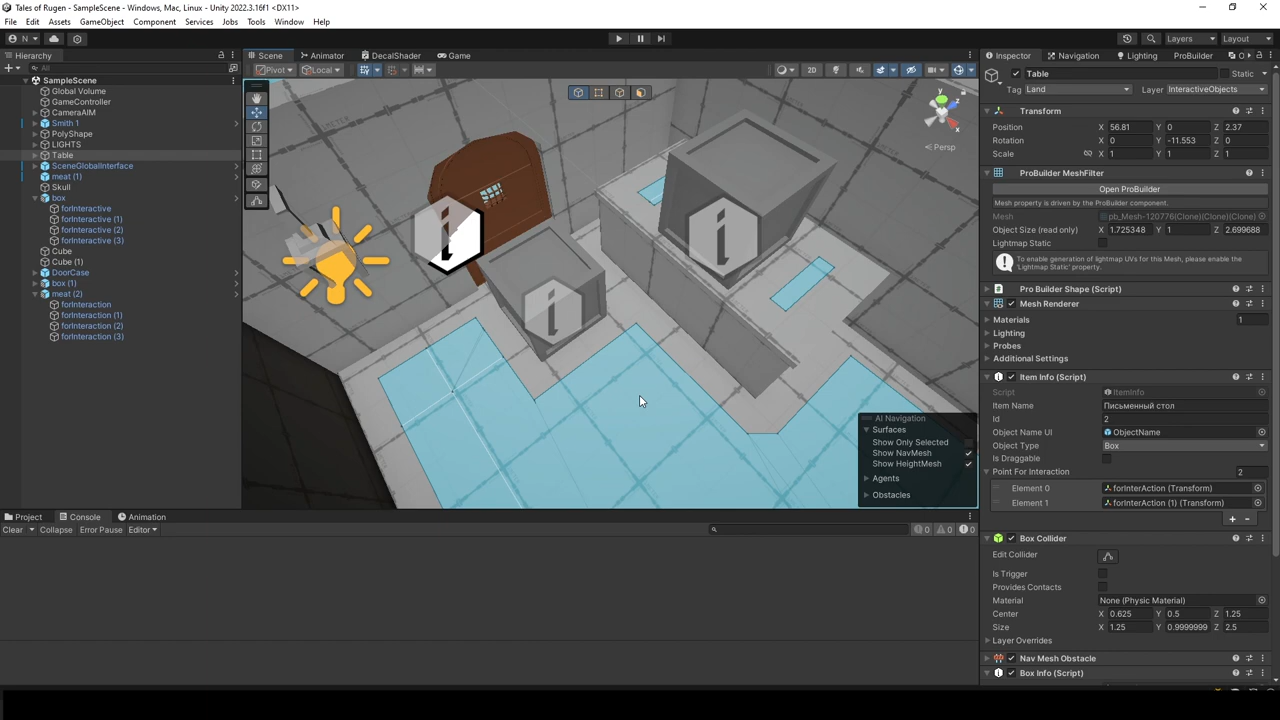 Tales of Rugen - SampleScene - Windows, Mac, Linux - Unity 2022.3.16f1 <DX11>
File Edit Assets GameObject Component Services Jobs Tools Window Help
N Layers Layout
Hierarchy
All
SampleScene
Global Volume
GameController
CameraAIM
Smith 1
PolyShape
LIGHTS
Table
SceneGlobalInterface
meat (1)
Skull
box
forInteractive
forInteractive (1)
forInteractive (2)
forInteractive (3)
Cube
Cube (1)
DoorCase
box (1)
meat (2)
forInteraction
forInteraction (1)
forInteraction (2)
forInteraction (3)
Scene Animator DecalShader Game
Pivot Local 2D
y
z
x
Persp
AI Navigation
Surfaces
Show Only Selected
Show NavMesh
Show HeightMesh
Agents
Obstacles
Project Console Animation
Clear Collapse Error Pause Editor 0 0 0
Inspector Navigation Lighting ProBuilder
Table Static
Tag Land Layer InteractiveObjects
Transform
Position X 56.81 Y 0 Z 2.37
Rotation X 0 Y -11.553 Z 0
Scale X 1 Y 1 Z 1
ProBuilder MeshFilter
Open ProBuilder
Mesh property is driven by the ProBuilder component.
Mesh pb_Mesh-120776(Clone)(Clone)(Clone)
Object Size (read only) X 1.725348 Y 1 Z 2.699688
Lightmap Static
To enable generation of lightmap UVs for this Mesh, please enable the
'Lightmap Static' property.
Pro Builder Shape (Script)
Mesh Renderer
Materials 1
Lighting
Probes
Additional Settings
Item Info (Script)
Script ItemInfo
Item Name Письменный стол
Id 2
Object Name UI ObjectName
Object Type Box
Is Draggable
Point For Interaction 2
Element 0 forInterAction (Transform)
Element 1 forInterAction (1) (Transform)
Box Collider
Edit Collider
Is Trigger
Provides Contacts
Material None (Physic Material)
Center X 0.625 Y 0.5 Z 1.25
Size X 1.25 Y 0.9999999 Z 2.5
Layer Overrides
Nav Mesh Obstacle
Box Info (Script)